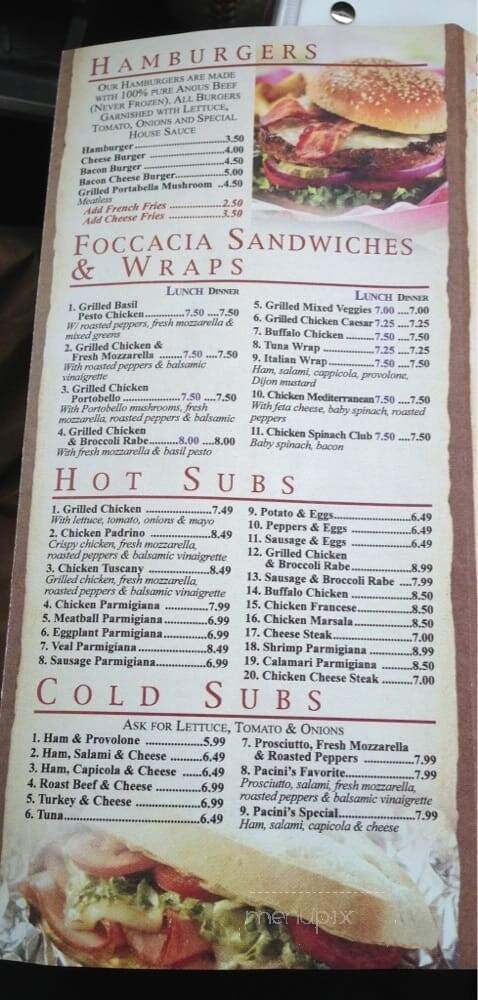 HAMBURGERS
OUR HAMBURGERS ARE MADE
WITH 100% PURE ANGUS BEEF
(NEVER FROZEN). ALL BURGERS
GARNISHED WITH LETTUCE,
TOMATO, ONIONS AND SPECIAL
HOUSE SAUCE
Hamburger 3.50
Cheese Burger 4.00
Bacon Burger 4.50
Bacon Cheese Burger 5.00
Grilled Portabella Mushroom 4.50
Meatless
Add French Fries 2.50
Add Cheese Fries 3.50
FOCCACIA SANDWICHES
& WRAPS
LUNCH DINNER
1. Grilled Basil
Pesto Chicken 7.50 7.50
W/ roasted peppers, fresh mozzarella &
mixed greens
2. Grilled Chicken &
Fresh Mozzarella 7.50 7.50
With roasted peppers & balsamic
vinaigrette
3. Grilled Chicken
Portobello 7.50 7.50
With Portobello mushrooms, fresh
mozzarella, roasted peppers & balsamic
4. Grilled Chicken
& Broccoli Rabe 8.00 8.00
With fresh mozzarella & basil pesto
LUNCH DINNER
5. Grilled Mixed Veggies 7.00 7.00
6. Grilled Chicken Caesar 7.25 7.25
7. Buffalo Chicken 7.50 7.50
8. Tuna Wrap 7.25 7.25
9. Italian Wrap 7.50 7.50
Ham, salami, cappicola, provolone,
Dijon mustard
10. Chicken Mediterranean 7.50 7.50
With feta cheese, baby spinach, roasted
peppers
11. Chicken Spinach Club 7.50 7.50
Baby spinach, bacon
HOT SUBS
1. Grilled Chicken 7.49
With lettuce, tomato, onions & mayo
2. Chicken Padrino 8.49
Crispy chicken, fresh mozzarella,
roasted peppers & balsamic vinaigrette
3. Chicken Tuscany 8.49
Grilled chicken, fresh mozzarella,
roasted peppers & balsamic vinaigrette
4. Chicken Parmigiana 7.99
5. Meatball Parmigiana 6.99
6. Eggplant Parmigiana 6.99
7. Veal Parmigiana 8.49
8. Sausage Parmigiana 6.99
9. Potato & Eggs 6.49
10. Peppers & Eggs 6.49
11. Sausage & Eggs 6.49
12. Grilled Chicken
& Broccoli Rabe 8.99
13. Sausage & Broccoli Rabe 7.99
14. Buffalo Chicken 8.50
15. Chicken Francese 8.50
16. Chicken Marsala 8.50
17. Cheese Steak 7.00
18. Shrimp Parmigiana 8.99
19. Calamari Parmigiana 8.50
20. Chicken Cheese Steak 7.00
COLD SUBS
ASK FOR LETTUCE, TOMATO & ONIONS
1. Ham & Provolone 5.99
2. Ham, Salami & Cheese 6.49
3. Ham, Capicola & Cheese 6.49
4. Roast Beef & Cheese 6.99
5. Turkey & Cheese 6.99
6. Tuna 6.49
7. Prosciutto, Fresh Mozzarella
& Roasted Peppers 7.99
8. Pacini's Favorite 7.99
Prosciutto, salami, fresh mozzarella,
roasted peppers & balsamic vinaigrette
9. Pacini's Special 7.99
Ham, salami, capicola & cheese
menupix